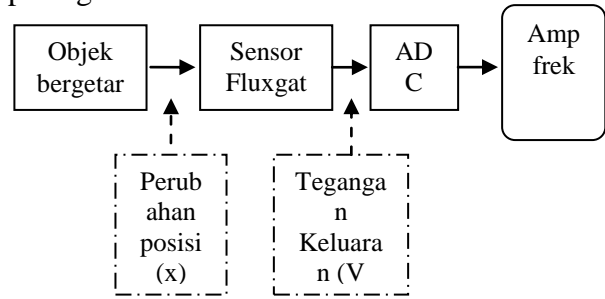 Objek
bergetar
Sensor
Fluxgat
AD
C
Amp
frek
Perub
ahan
posisi
(x)
Teganga
n
Keluara
n (V